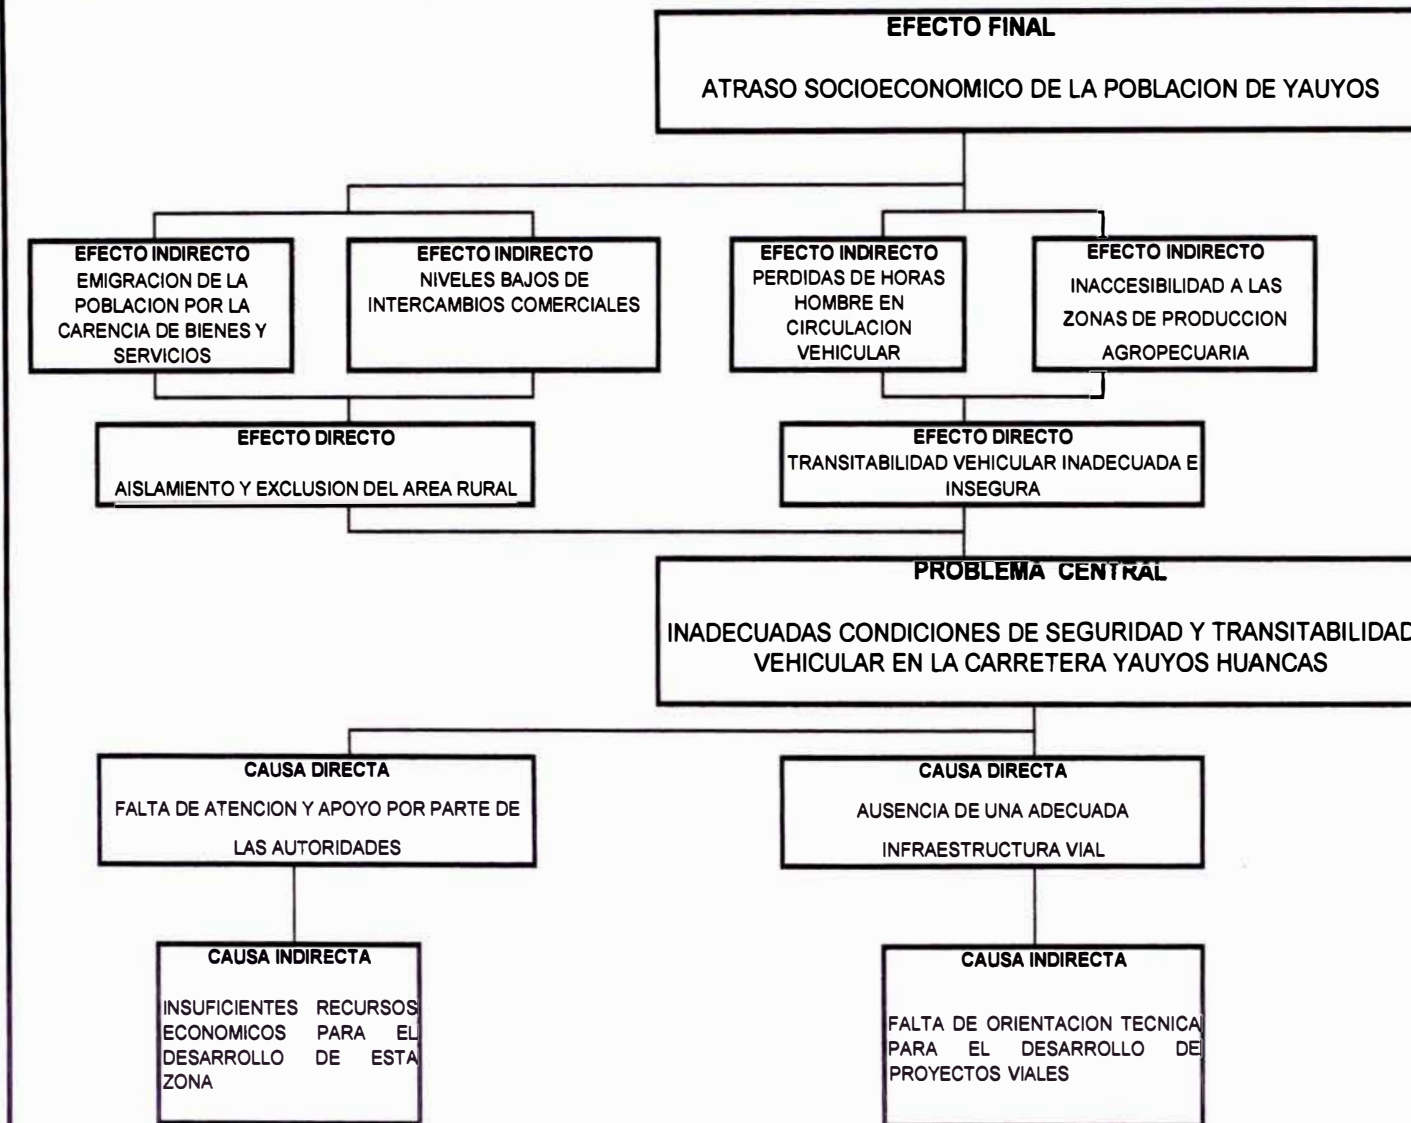 EFECTO FINAL
ATRASO SOCIOECONOMICO DE LA POBLACION DE YAUYOS
EFECTO INDIRECTO
EMIGRACION DE LA
POBLACION POR LA
CARENCIA DE BIENES Y
SERVICIOS
EFECTO INDIRECTO
NIVELES BAJOS DE
INTERCAMBIOS COMERCIALES
EFECTO INDIRECTO
PERDIDAS DE HORAS
HOMBRE EN
CIRCULACION
VEHICULAR
EFECTO INDIRECTO
INACCESIBILIDAD A LAS
ZONAS DE PRODUCCION
AGROPECUARIA
EFECTO DIRECTO
AISLAMIENTO Y EXCLUSION DEL AREA RURAL
EFECTO DIRECTO
TRANSITABILIDAD VEHICULAR INADECUADA E
INSEGURA
PROBLEMA CENTRAL
INADECUADAS CONDICIONES DE SEGURIDAD Y TRANSITABILIDAD
VEHICULAR EN LA CARRETERA YAUYOS HUANCAS
CAUSA DIRECTA
FALTA DE ATENCION Y APOYO POR PARTE DE
LAS AUTORIDADES
CAUSA DIRECTA
AUSENCIA DE UNA ADECUADA
INFRAESTRUCTURA VIAL
CAUSA INDIRECTA
INSUFICIENTES RECURSOS
ECONOMICOS PARA EL
DESARROLLO DE ESTA
ZONA
CAUSA INDIRECTA
FALTA DE ORIENTACION TECNICA
PARA EL DESARROLLO DE
PROYECTOS VIALES